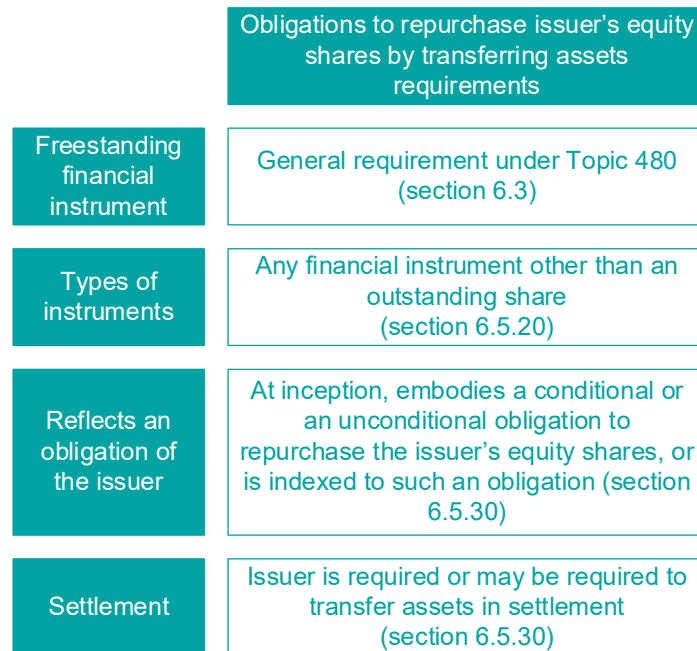 Obligations to repurchase issuer's equity
shares by transferring assets
requirements
Freestanding
financial
instrument
General requirement under Topic 480
(section 6.3)
Types of
instruments
Any financial instrument other than an
outstanding share
(section 6.5.20)
Reflects an
obligation of
the issuer
At inception, embodies a conditional or
an unconditional obligation to
repurchase the issuer's equity shares, or
is indexed to such an obligation (section
6.5.30)
Settlement
Issuer is required or may be required to
transfer assets in settlement
(section 6.5.30)